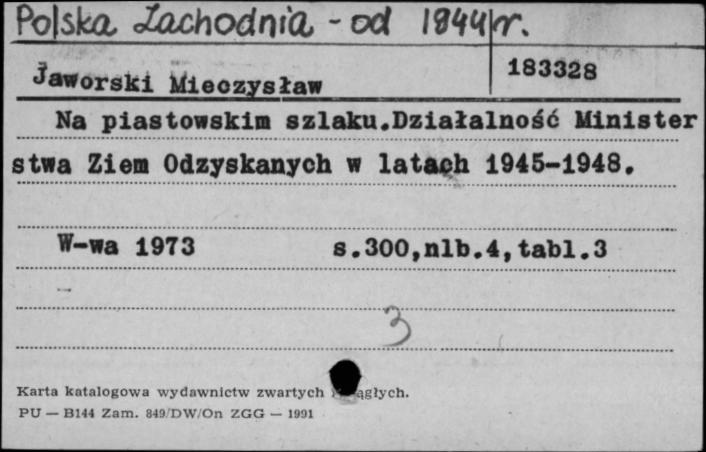 Polska Zachodnia - od 1944 r.
183328
Jaworski Mieczysław
Na piastowskim szlaku.Działalność Minister
stwa Ziem Odzyskanych w latach 1945-1948.
W-wa 1973 s.300,nlb.4,tabl.3
3
Karta katalogowa wydawnictw zwartych
PU — B144 Zam. 849/DW/On ZGG — 1991